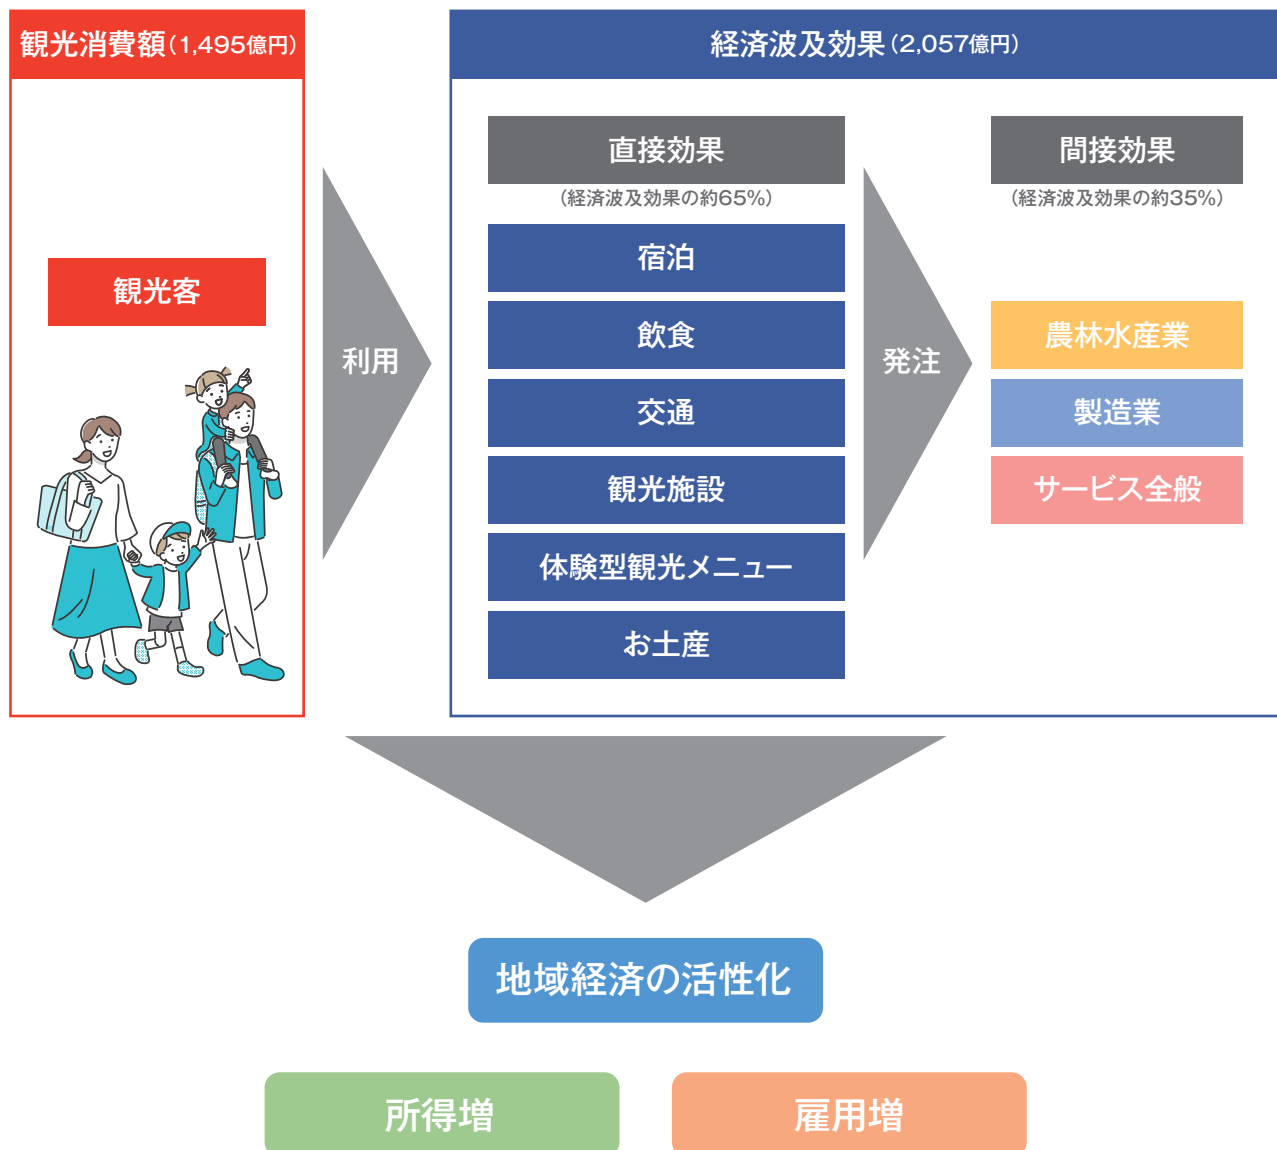 観光消費額（1,495億円）
経済波及効果（2,057億円）
観光客
利用
直接効果
（経済波及効果の約65%）
宿泊
飲食
交通
観光施設
体験型観光メニュー
お土産
発注
間接効果
（経済波及効果の約35%）
農林水産業
製造業
サービス全般
地域経済の活性化
所得増
雇用増